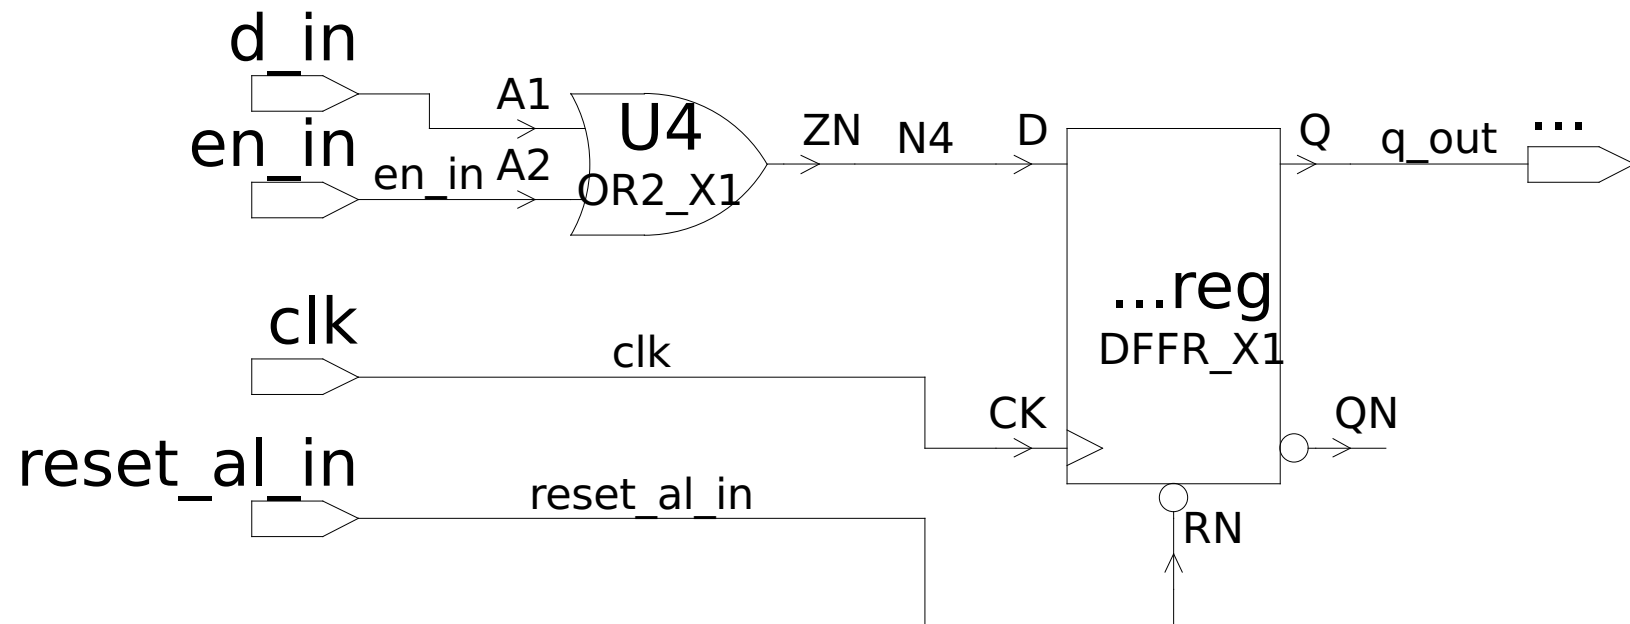 d_in
A1
U4
ZN
N4
D
Q
q_out
...
en_in
en_in
A2
OR2_X1
...reg
DFFR_X1
clk
clk
CK
QN
reset_al_in
reset_al_in
RN